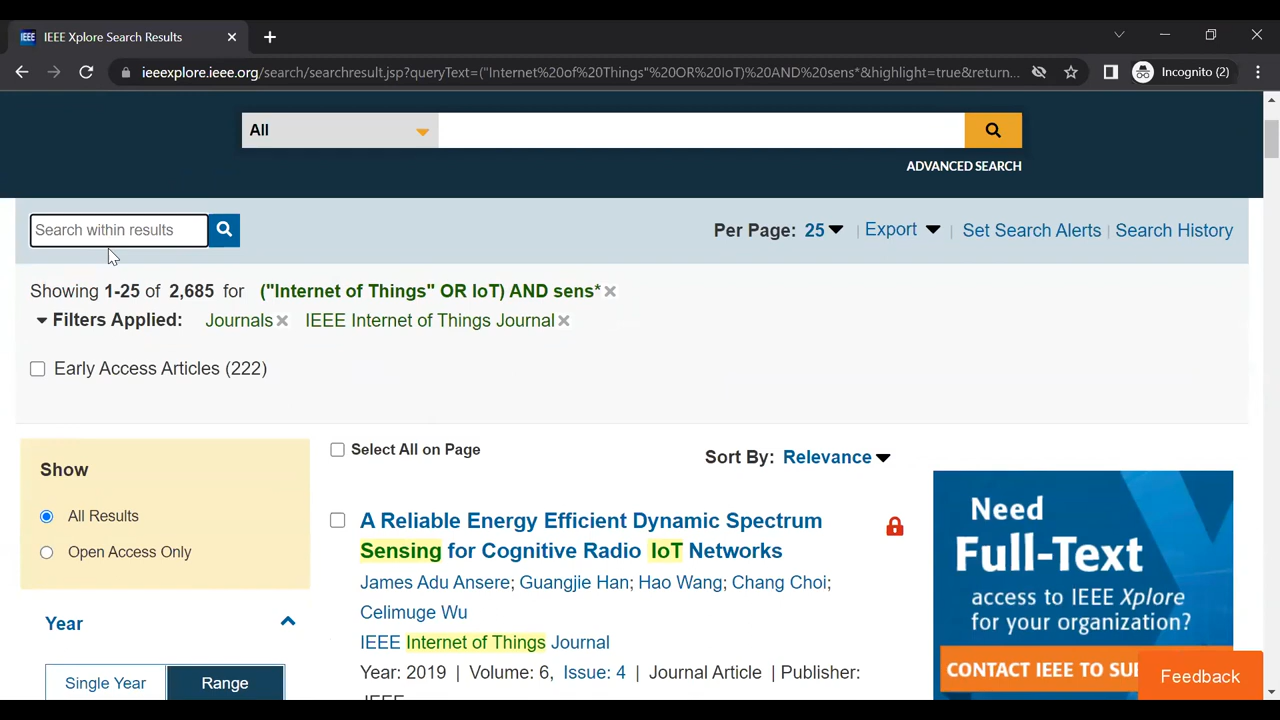 IEEE Xplore Search Results
ieeexplore.ieee.org/search/searchresult.jsp?queryText=("Internet%20of%20Things"%20OR%20IoT)%20AND%20sens*&highlight=true&return...
Incognito (2)
All
ADVANCED SEARCH
Search within results
Per Page: 25 | Export | Set Search Alerts | Search History
Showing 1-25 of 2,685 for ("Internet of Things" OR IoT) AND sens*
Filters Applied: Journals IEEE Internet of Things Journal
Early Access Articles (222)
Show
All Results
Open Access Only
Year
Single Year Range
Select All on Page
Sort By: Relevance
A Reliable Energy Efficient Dynamic Spectrum
Sensing for Cognitive Radio IoT Networks
James Adu Ansere; Guangjie Han; Hao Wang; Chang Choi;
Celimuge Wu
IEEE Internet of Things Journal
Year: 2019 | Volume: 6, Issue: 4 | Journal Article | Publisher:
IEEE
Need
Full-Text
access to IEEE Xplore
for your organization?
CONTACT IEEE TO SU
Feedback